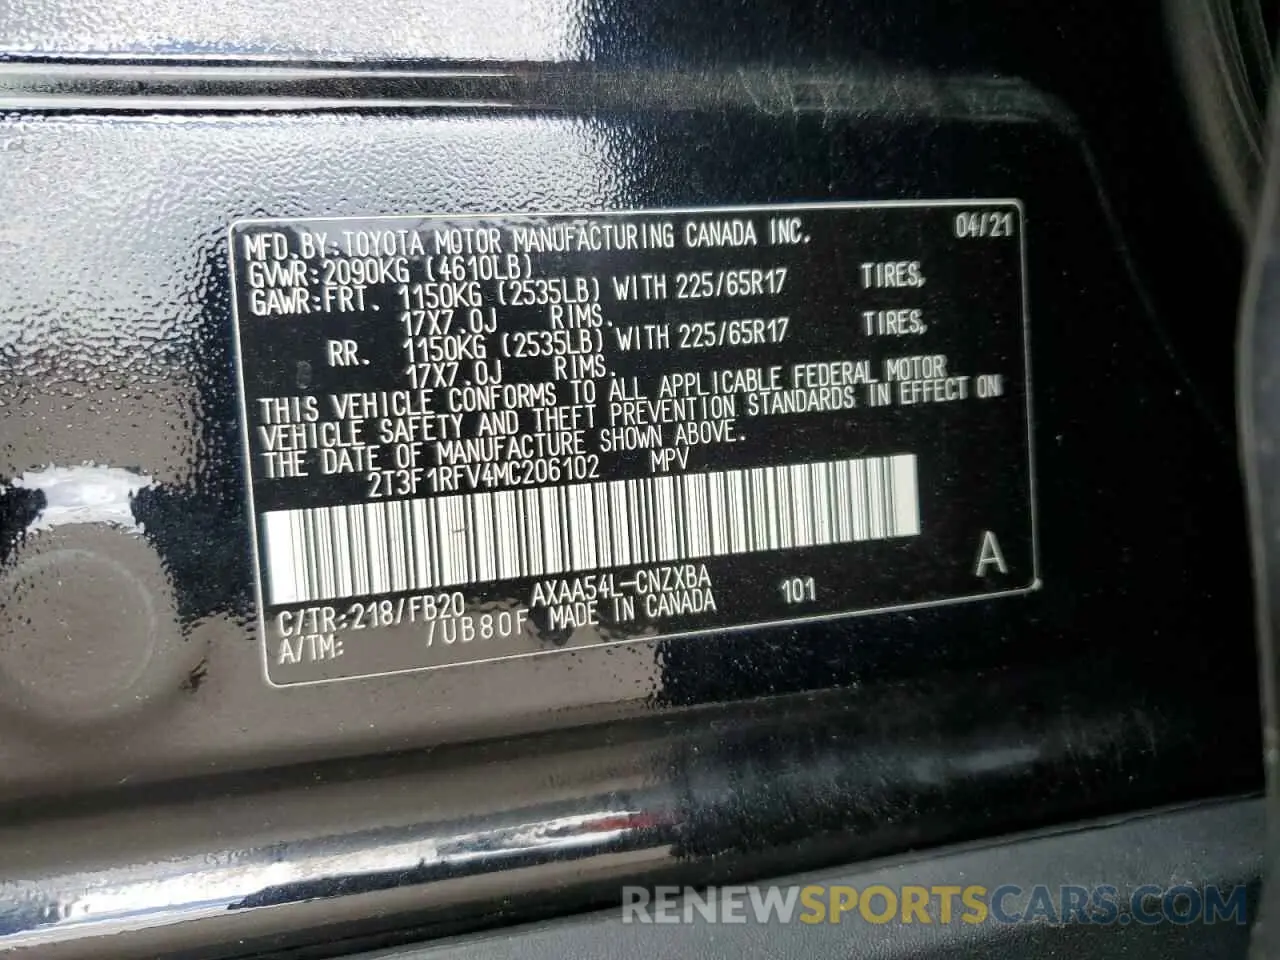 MFD. BY: TOYOTA MOTOR MANUFACTURING CANADA INC. 04/21
GVWR: 2090KG (4610LB)
GAWR: FRT. 1150KG (2535LB) WITH 225/65R17 TIRES,
17X7.0J RIMS.
RR. 1150KG (2535LB) WITH 225/65R17 TIRES,
17X7.0J RIMS.
THIS VEHICLE CONFORMS TO ALL APPLICABLE FEDERAL MOTOR
VEHICLE SAFETY AND THEFT PREVENTION STANDARDS IN EFFECT ON
THE DATE OF MANUFACTURE SHOWN ABOVE.
2T3F1RFV4MC206102 MPV
A
C/TR: 218/FB20 AXAA54L-CNZXBA 101
A/TM: /UB80F MADE IN CANADA
RENEWSPORTSCARS.COM